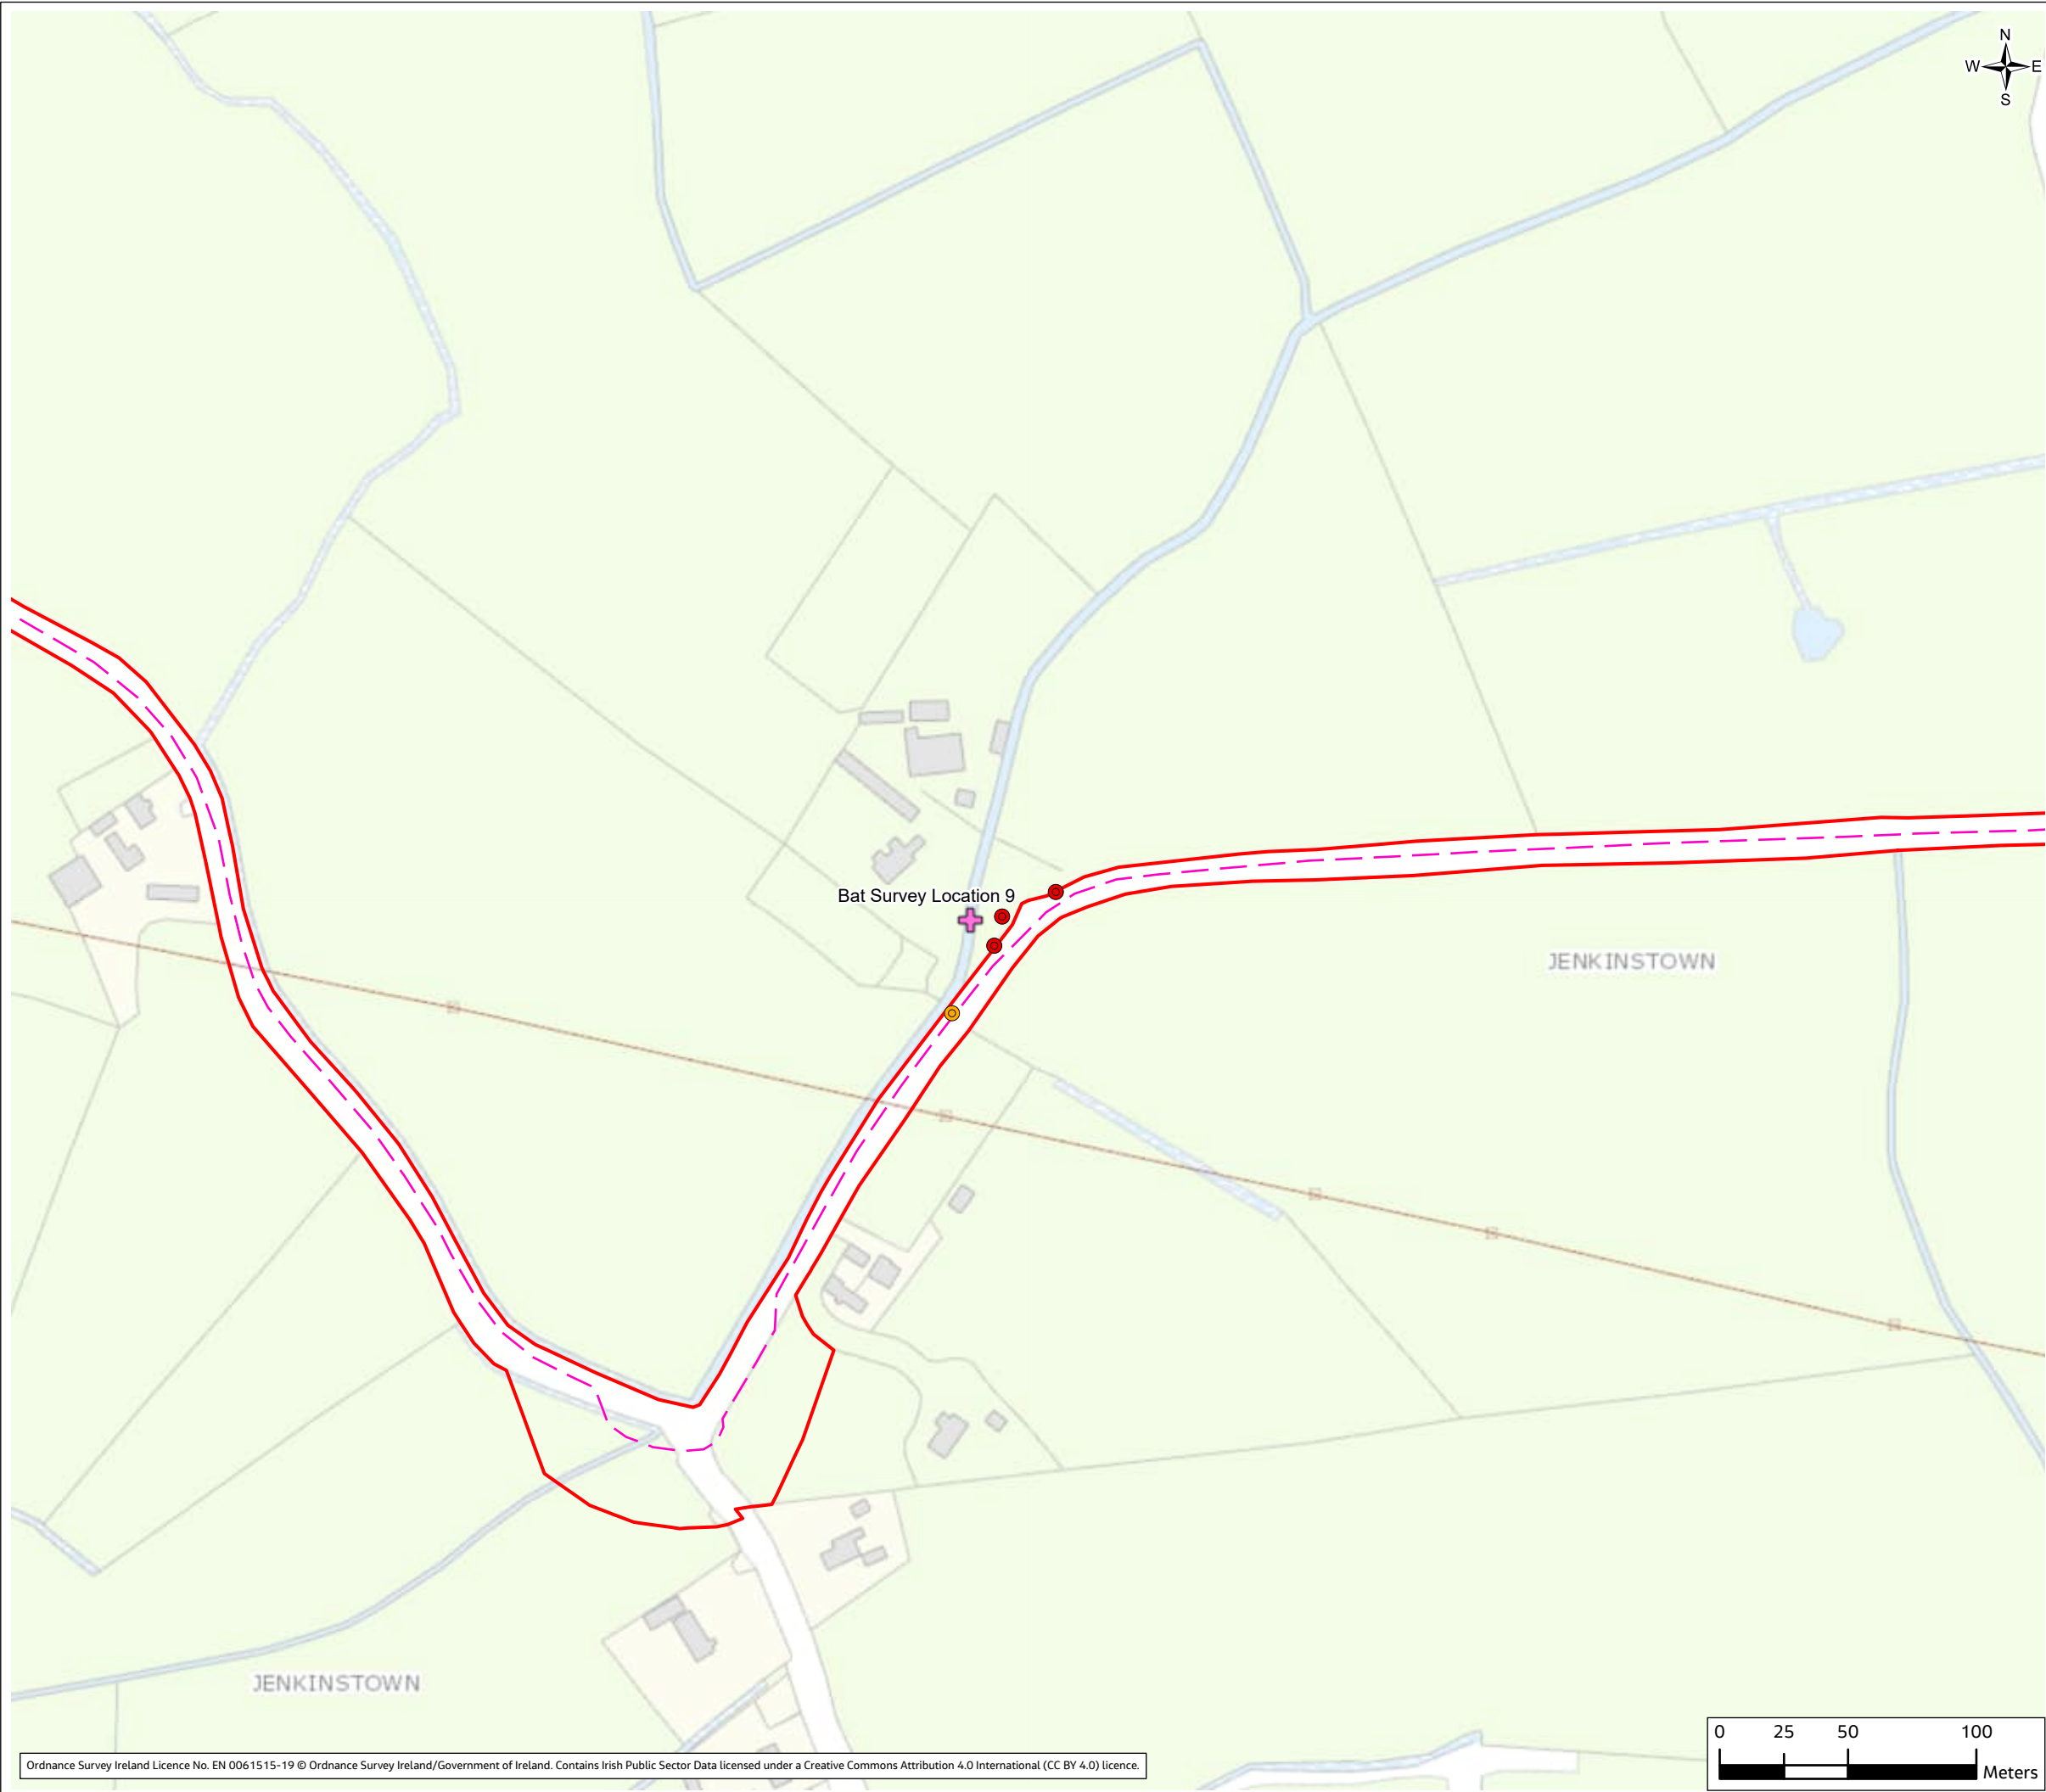 N
W E
S
Bat Survey Location 9
JENKINSTOWN
JENKINSTOWN
0 25 50 100
Meters
Ordnance Survey Ireland Licence No. EN 0061515-19 © Ordnance Survey Ireland/Government of Ireland. Contains Irish Public Sector Data licensed under a Creative Commons Attribution 4.0 International (CC BY 4.0) licence.